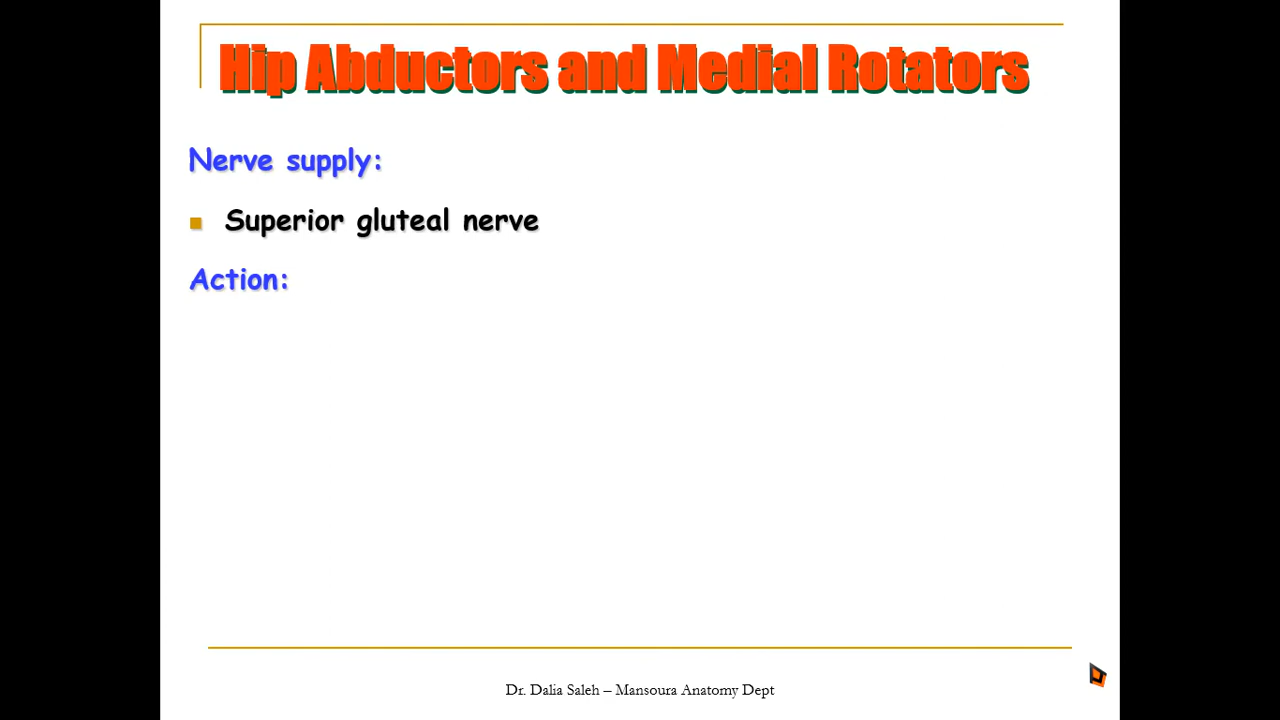 Hip Abductors and Medial Rotators
Nerve supply:
Superior gluteal nerve
Action:
Dr. Dalia Saleh – Mansoura Anatomy Dept